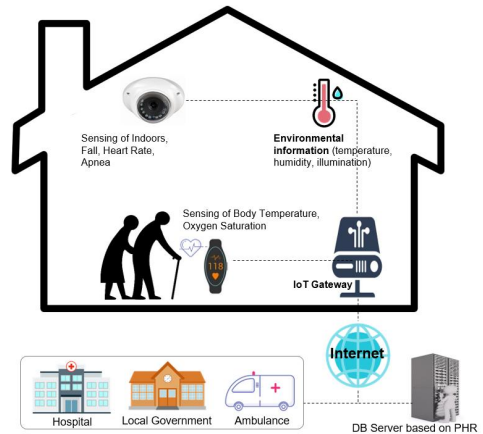 Sensing of Indoors,
Fall, Heart Rate,
Apnea
Environmental
information (temperature,
humidity, illumination)
Sensing of Body Temperature,
Oxygen Saturation
118
IoT Gateway
Internet
Hospital
Local Government
Ambulance
DB Server based on PHR